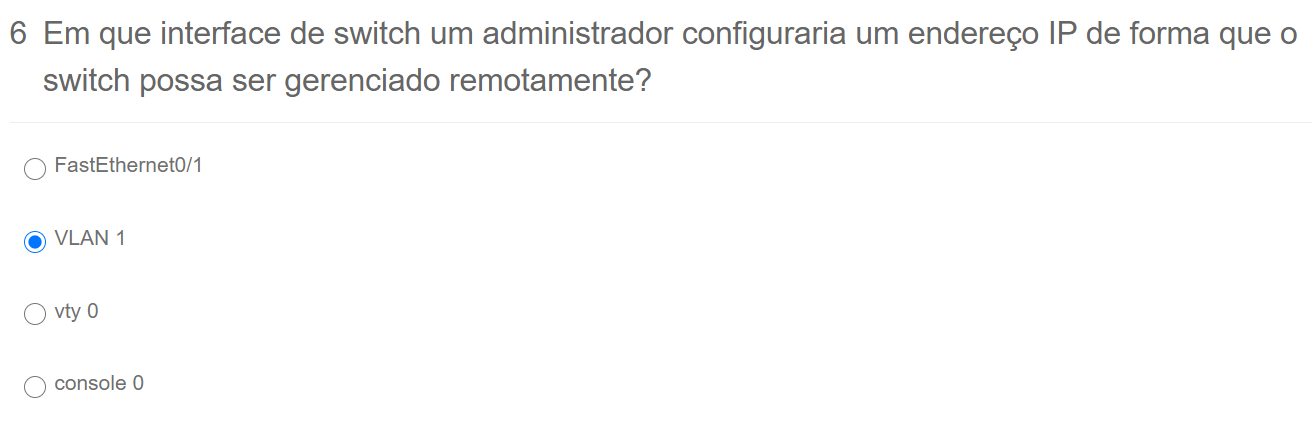 6 Em que interface de switch um administrador configuraria um endereço IP de forma que o
switch possa ser gerenciado remotamente?
FastEthernet0/1
VLAN 1
vty 0
console 0